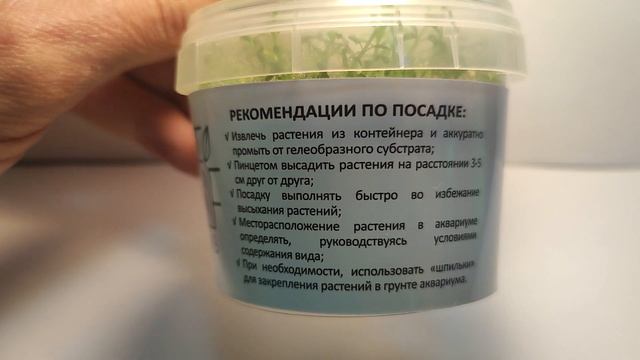 РЕКОМЕНДАЦИИ ПО ПОСАДКЕ:
√ Извлечь растения из контейнера и аккуратно
промыть от гелеобразного субстрата;
√ Пинцетом высадить растения на расстоянии 3-5
см друг от друга;
√ Посадку выполнять быстро во избежание
высыхания растений;
√ Месторасположение растения в аквариуме
определять, руководствуясь условиями
содержания вида;
√ При необходимости, использовать «шпильки»
для закрепления растений в грунте аквариума.